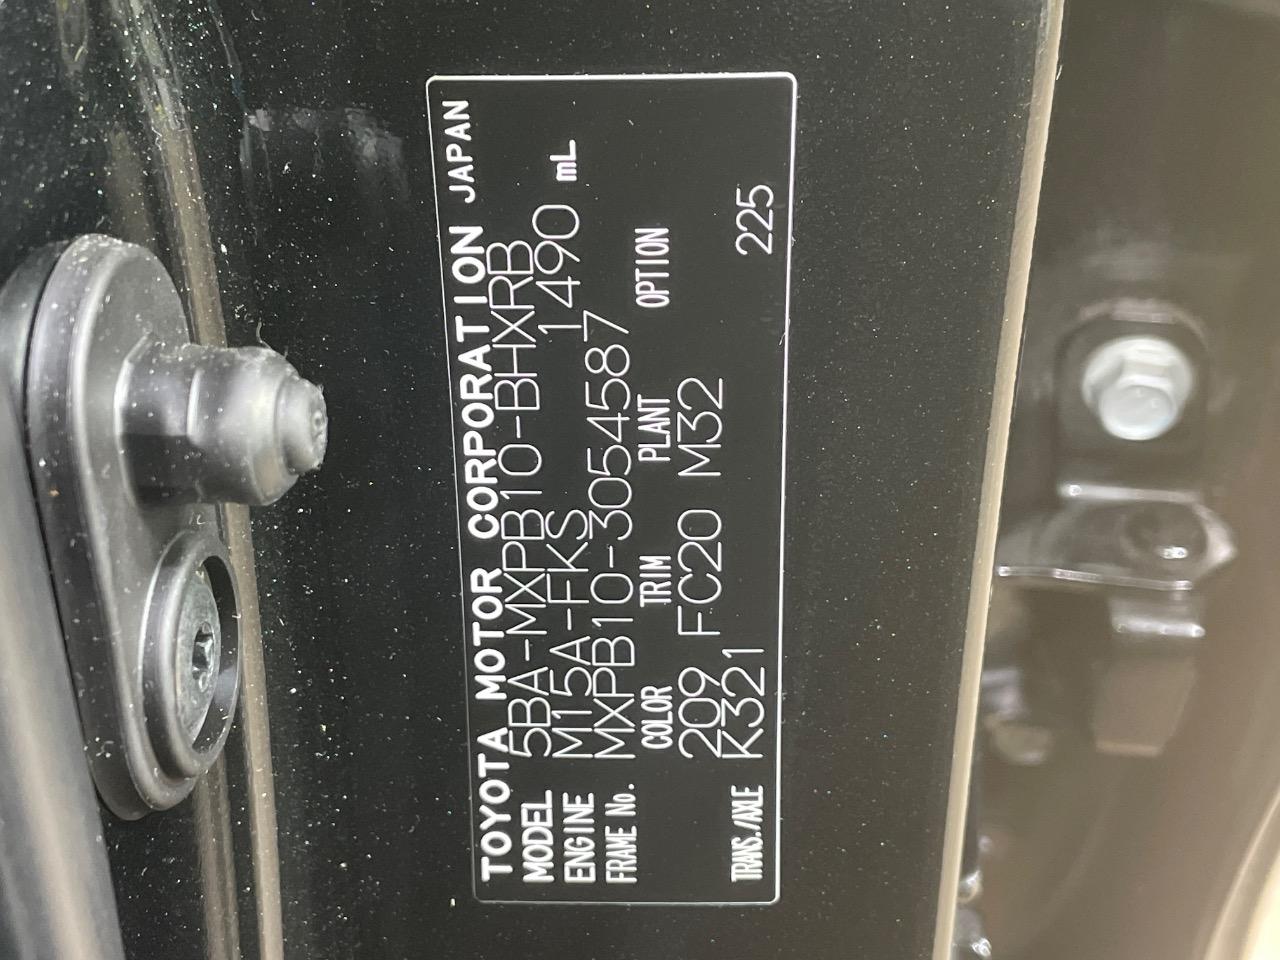 TOYOTA MOTOR CORPORATION JAPAN
MODEL 5BA-MXPB10-BHXRB
ENGINE M15A-FKS 1490 mL
FRAME No. MXPB10-3054587
COLOR TRIM PLANT OPTION
209 FC20 M32
TRANS./AXLE K321 225